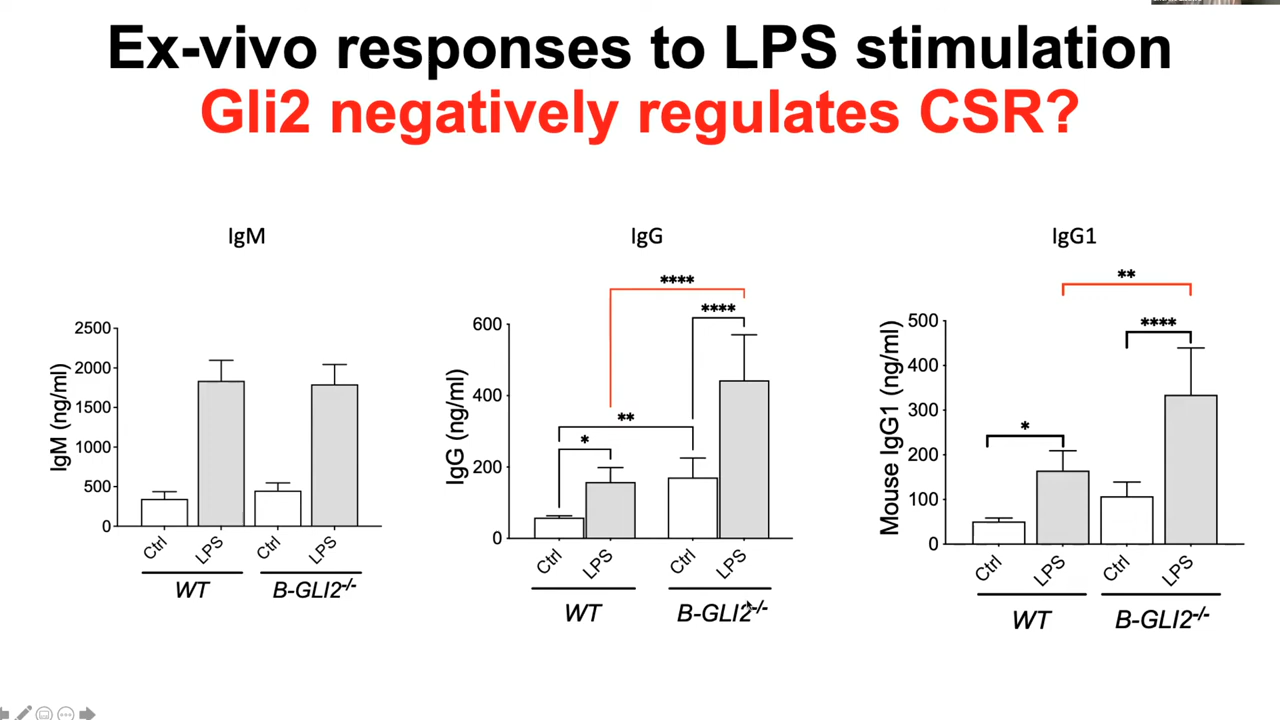 Ex-vivo responses to LPS stimulation
Gli2 negatively regulates CSR?
IgM
IgM (ng/ml)
2500
2000
1500
1000
500
0
Ctrl
LPS
Ctrl
LPS
WT
B-GLI2-/-
IgG
IgG (ng/ml)
600
400
200
0
****
****
**
*
Ctrl
LPS
Ctrl
LPS
WT
B-GLI2-/-
IgG1
Mouse IgG1 (ng/ml)
500
400
300
200
100
0
**
****
*
Ctrl
LPS
Ctrl
LPS
WT
B-GLI2-/-